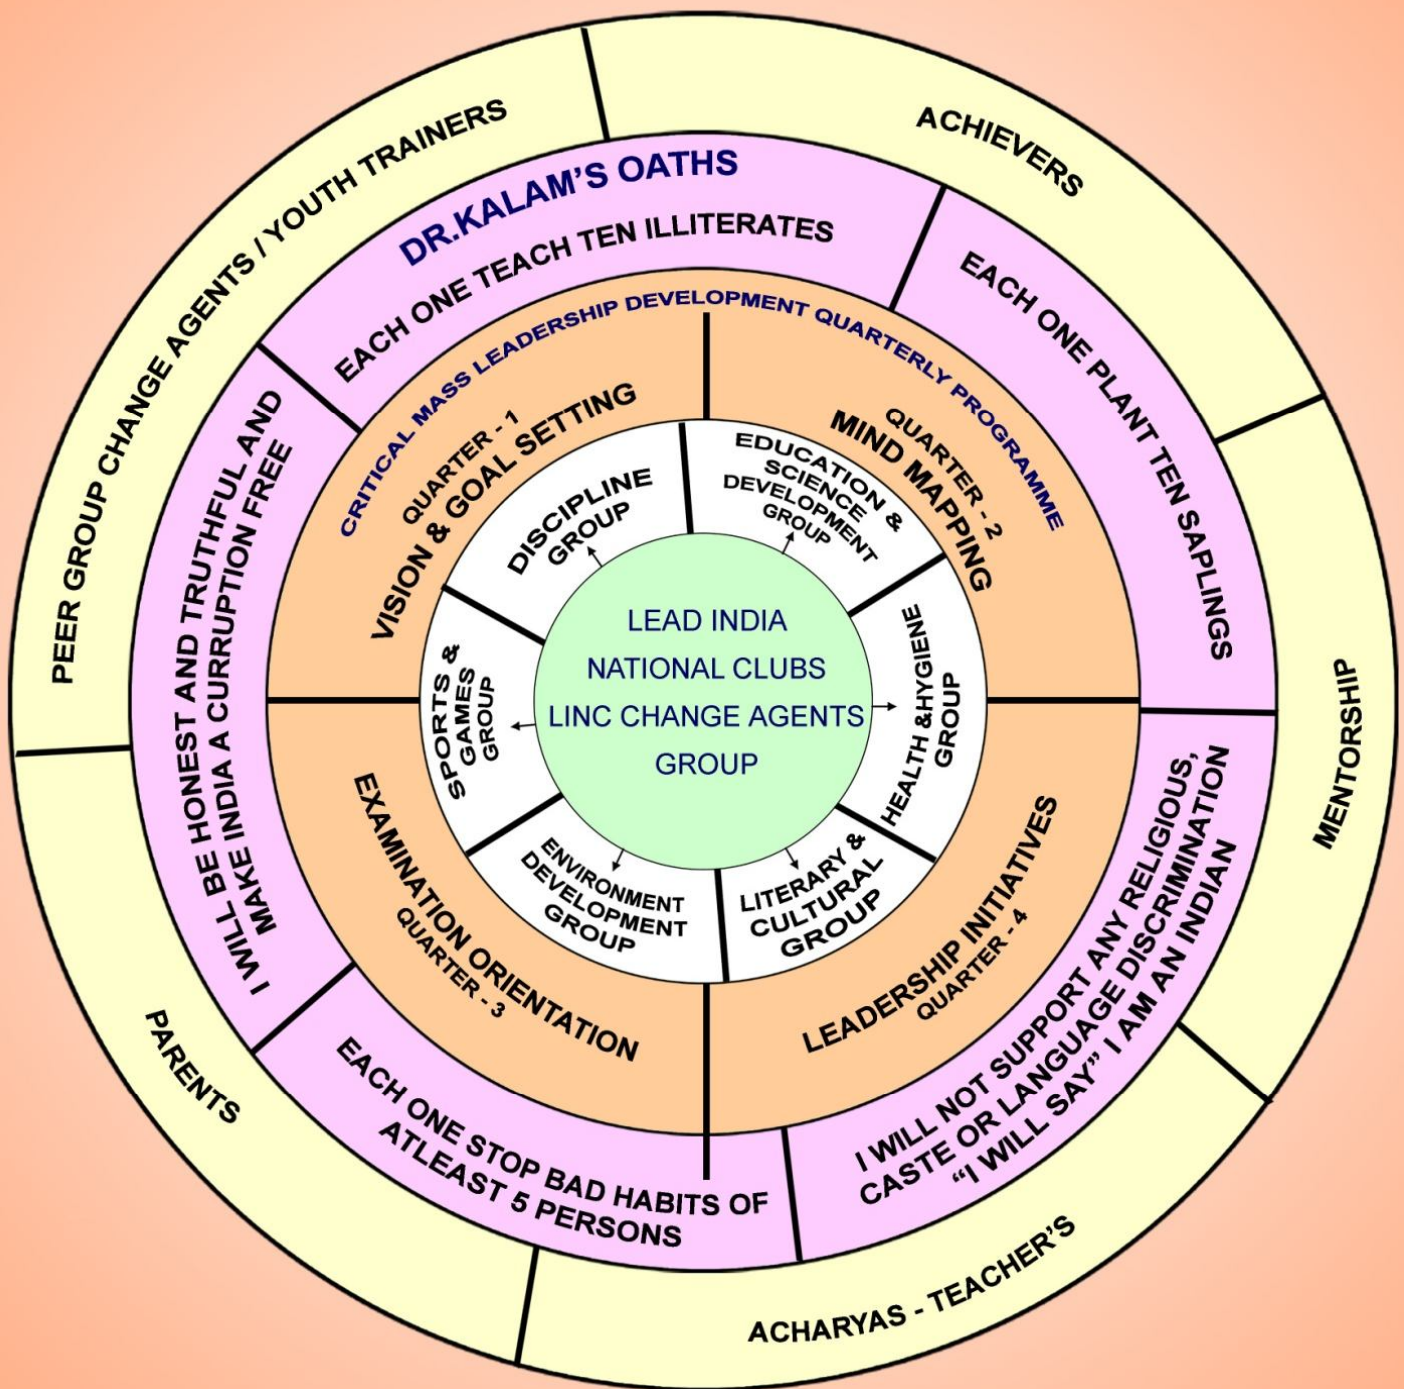 PEER GROUP CHANGE AGENTS / YOUTH TRAINERS
ACHIEVERS
MENTORSHIP
ACHARYAS - TEACHER'S
PARENTS
DR.KALAM'S OATHS
EACH ONE TEACH TEN ILLITERATES
EACH ONE PLANT TEN SAPLINGS
I WILL NOT SUPPORT ANY RELIGIOUS,
CASTE OR LANGUAGE DISCRIMINATION
"I WILL SAY" I AM AN INDIAN
EACH ONE STOP BAD HABITS OF
ATLEAST 5 PERSONS
I WILL BE HONEST AND TRUTHFUL AND
MAKE INDIA A CURRUPTION FREE
CRITICAL MASS LEADERSHIP DEVELOPMENT QUARTERLY PROGRAMME
QUARTER - 1
VISION & GOAL SETTING
QUARTER - 2
MIND MAPPING
EXAMINATION ORIENTATION
QUARTER - 3
LEADERSHIP INITIATIVES
QUARTER - 4
DISCIPLINE
GROUP
EDUCATION &
SCIENCE
DEVELOPMENT
GROUP
HEALTH &HYGIENE
GROUP
LITERARY &
CULTURAL
GROUP
ENVIRONMENT
DEVELOPMENT
GROUP
SPORTS &
GAMES
GROUP
LEAD INDIA
NATIONAL CLUBS
LINC CHANGE AGENTS
GROUP